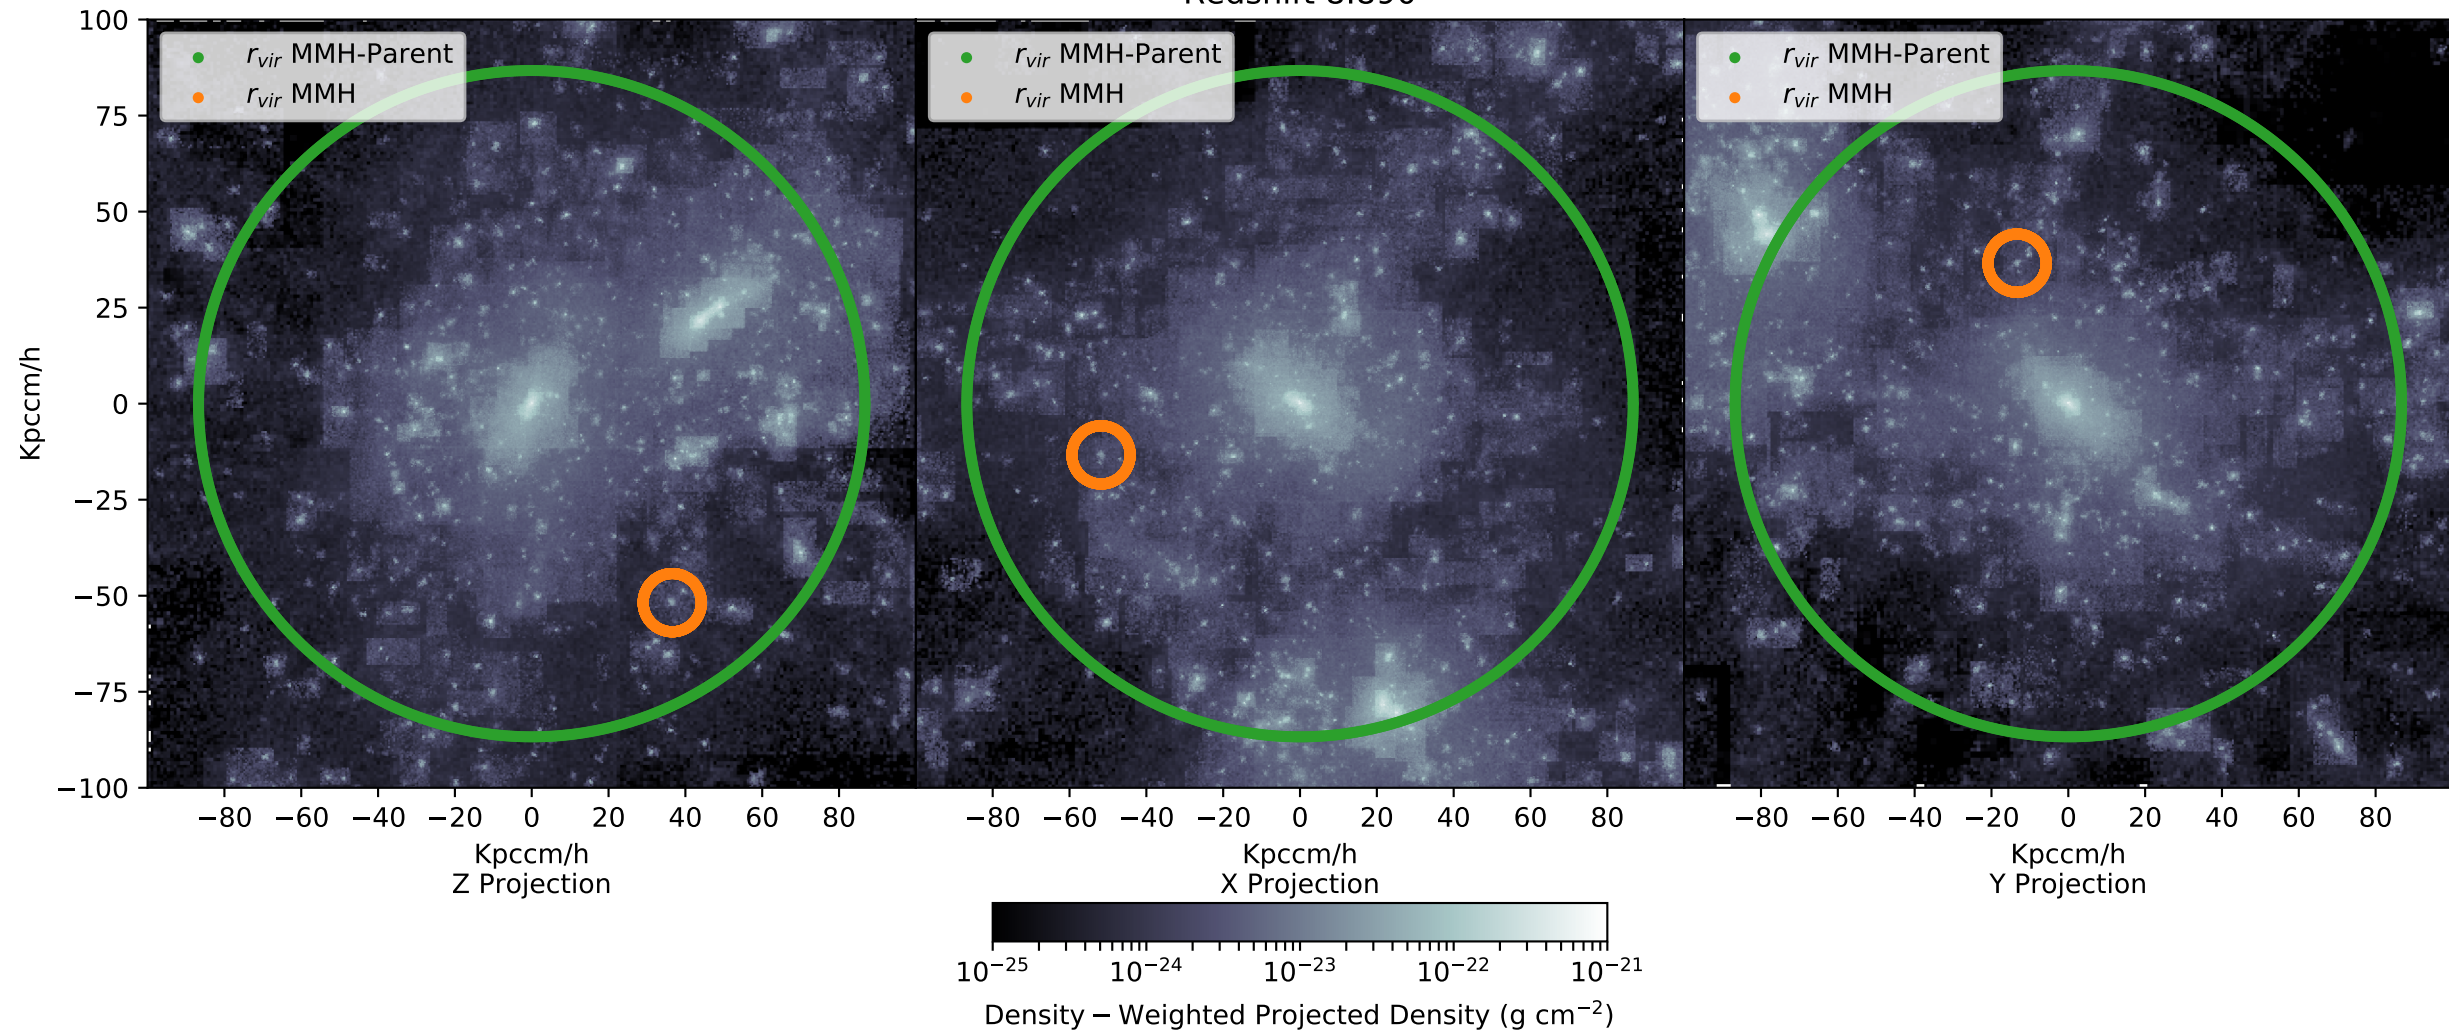 100
75
50
25
0
−25
−50
−75
−100
Kpccm/h
r_vir MMH-Parent
r_vir MMH
r_vir MMH-Parent
r_vir MMH
r_vir MMH-Parent
r_vir MMH
−80 −60 −40 −20 0 20 40 60 80
−80 −60 −40 −20 0 20 40 60 80
−80 −60 −40 −20 0 20 40 60 80
Kpccm/h
Z Projection
Kpccm/h
X Projection
Kpccm/h
Y Projection
10^−25 10^−24 10^−23 10^−22 10^−21
Density − Weighted Projected Density (g cm^−2)